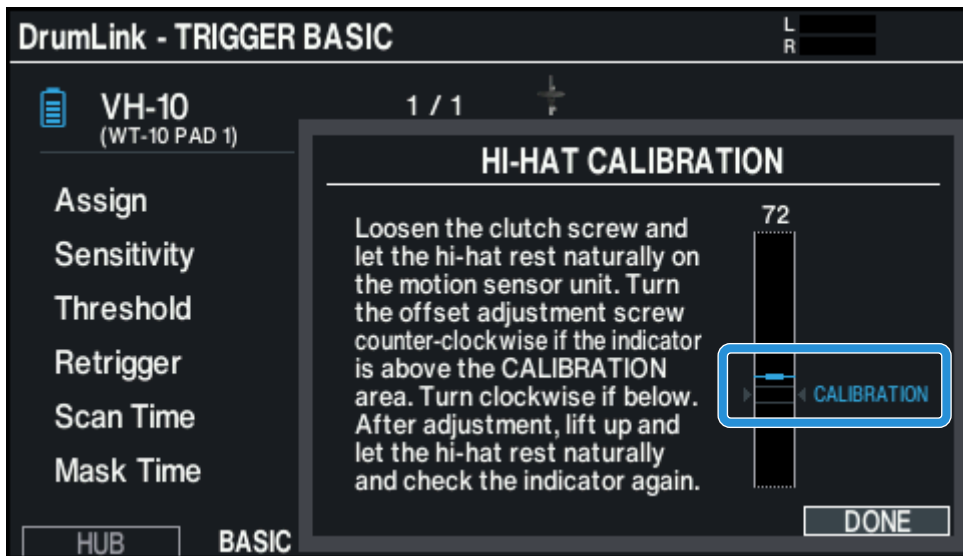 DrumLink - TRIGGER BASIC
L
R
VH-10
1 / 1
(WT-10 PAD 1)
HI-HAT CALIBRATION
Assign
Sensitivity
Threshold
Retrigger
Scan Time
Mask Time
Loosen the clutch screw and
let the hi-hat rest naturally on
the motion sensor unit. Turn
the offset adjustment screw
counter-clockwise if the indicator
is above the CALIBRATION
area. Turn clockwise if below.
After adjustment, lift up and
let the hi-hat rest naturally
and check the indicator again.
72
CALIBRATION
DONE
HUB
BASIC